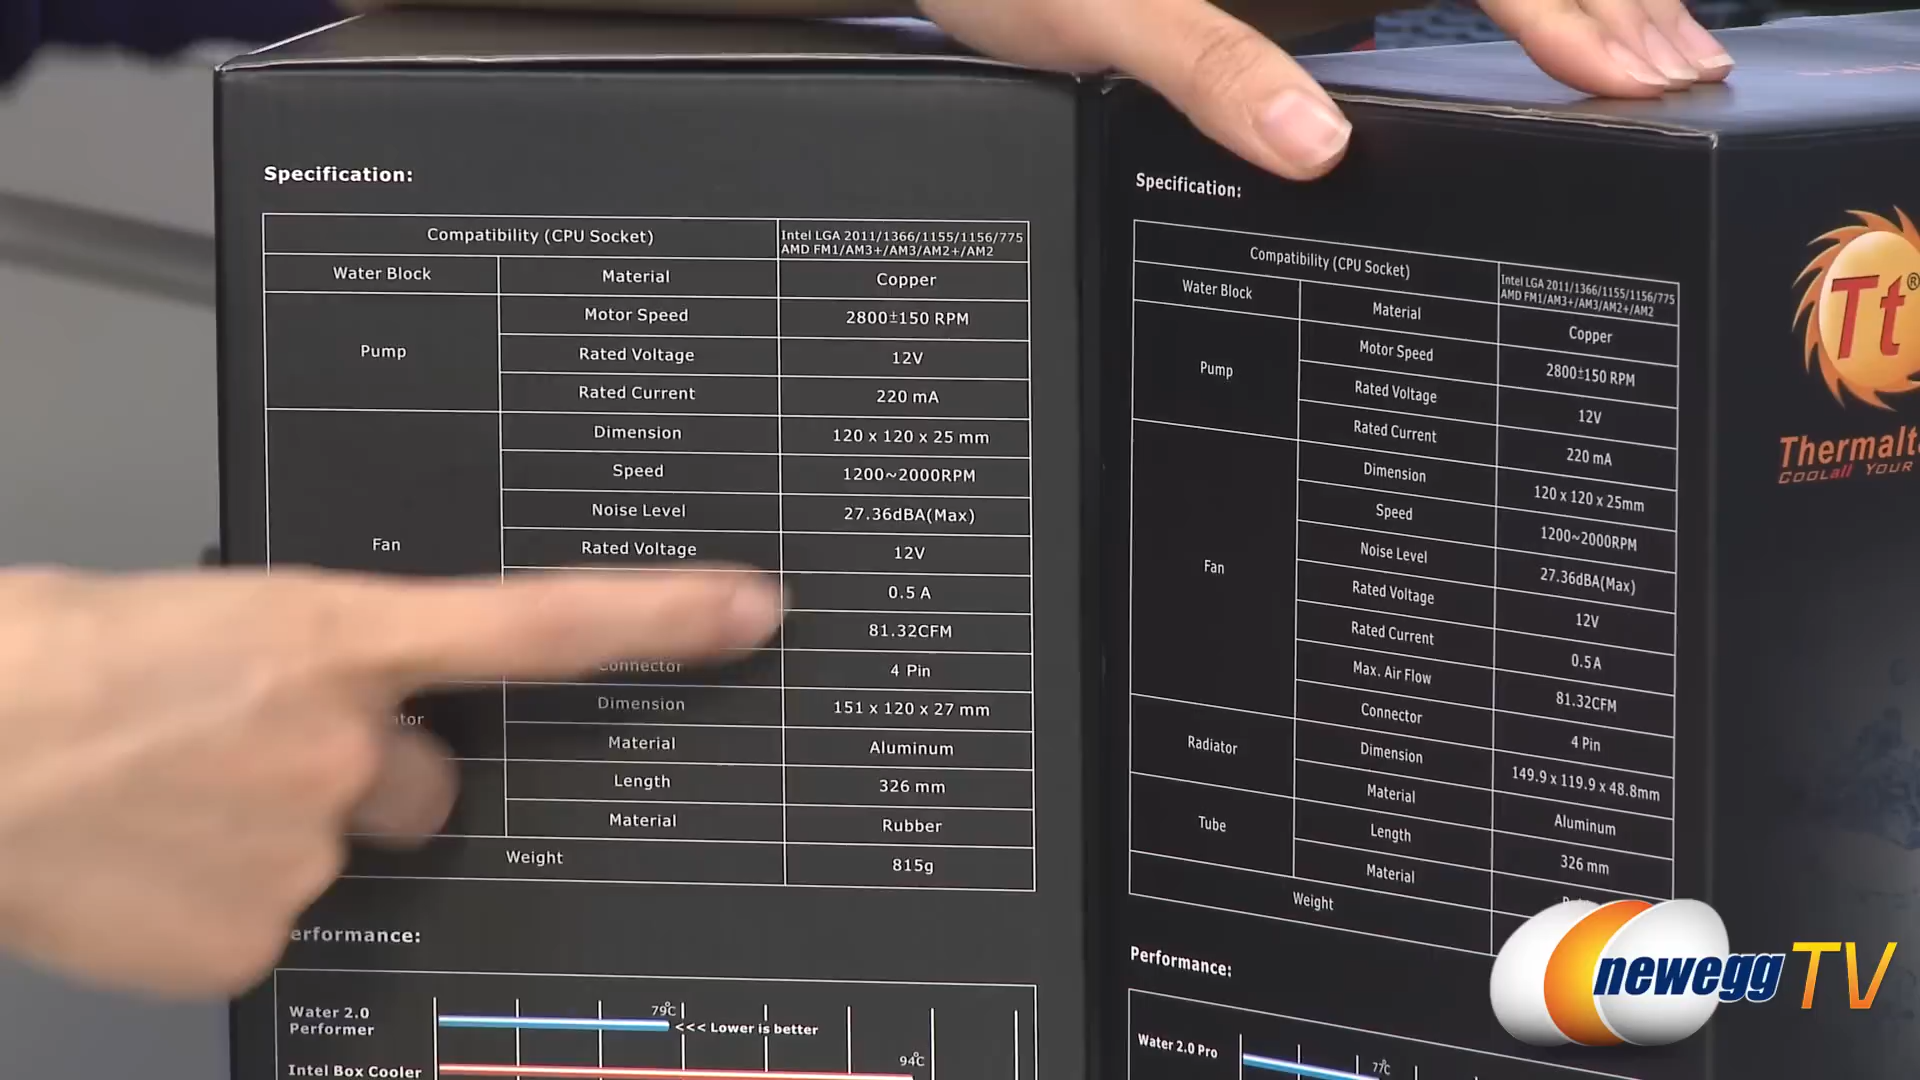 Specification:
Compatibility (CPU Socket)
Intel LGA 2011/1366/1155/1156/775
AMD FM1/AM3+/AM3/AM2+/AM2
Water Block Material Copper
Pump
Motor Speed 2800±150 RPM
Rated Voltage 12V
Rated Current 220 mA
Fan
Dimension 120 x 120 x 25 mm
Speed 1200~2000RPM
Noise Level 27.36dBA(Max)
Rated Voltage 12V
0.5 A
81.32CFM
Connector 4 Pin
Dimension 151 x 120 x 27 mm
Material Aluminum
Length 326 mm
Material Rubber
Weight 815g
Performance:
Water 2.0
Performer
79℃
<<< Lower is better
Intel Box Cooler 94℃
Specification:
Compatibility (CPU Socket)
Intel LGA 2011/1366/1155/1156/775
AMD FM1/AM3+/AM3/AM2+/AM2
Water Block Material Copper
Pump
Motor Speed 2800±150 RPM
Rated Voltage 12V
Rated Current 220 mA
Fan
Dimension 120 x 120 x 25mm
Speed 1200~2000RPM
Noise Level 27.36dBA(Max)
Rated Voltage 12V
Rated Current 0.5A
Max. Air Flow 81.32CFM
Connector 4 Pin
Radiator
Dimension 149.9 x 119.9 x 48.8mm
Material Aluminum
Tube
Length 326 mm
Material
Weight
Performance:
Water 2.0 Pro 77℃
Tt®
Thermalt
COOLall YOUR
newegg TV